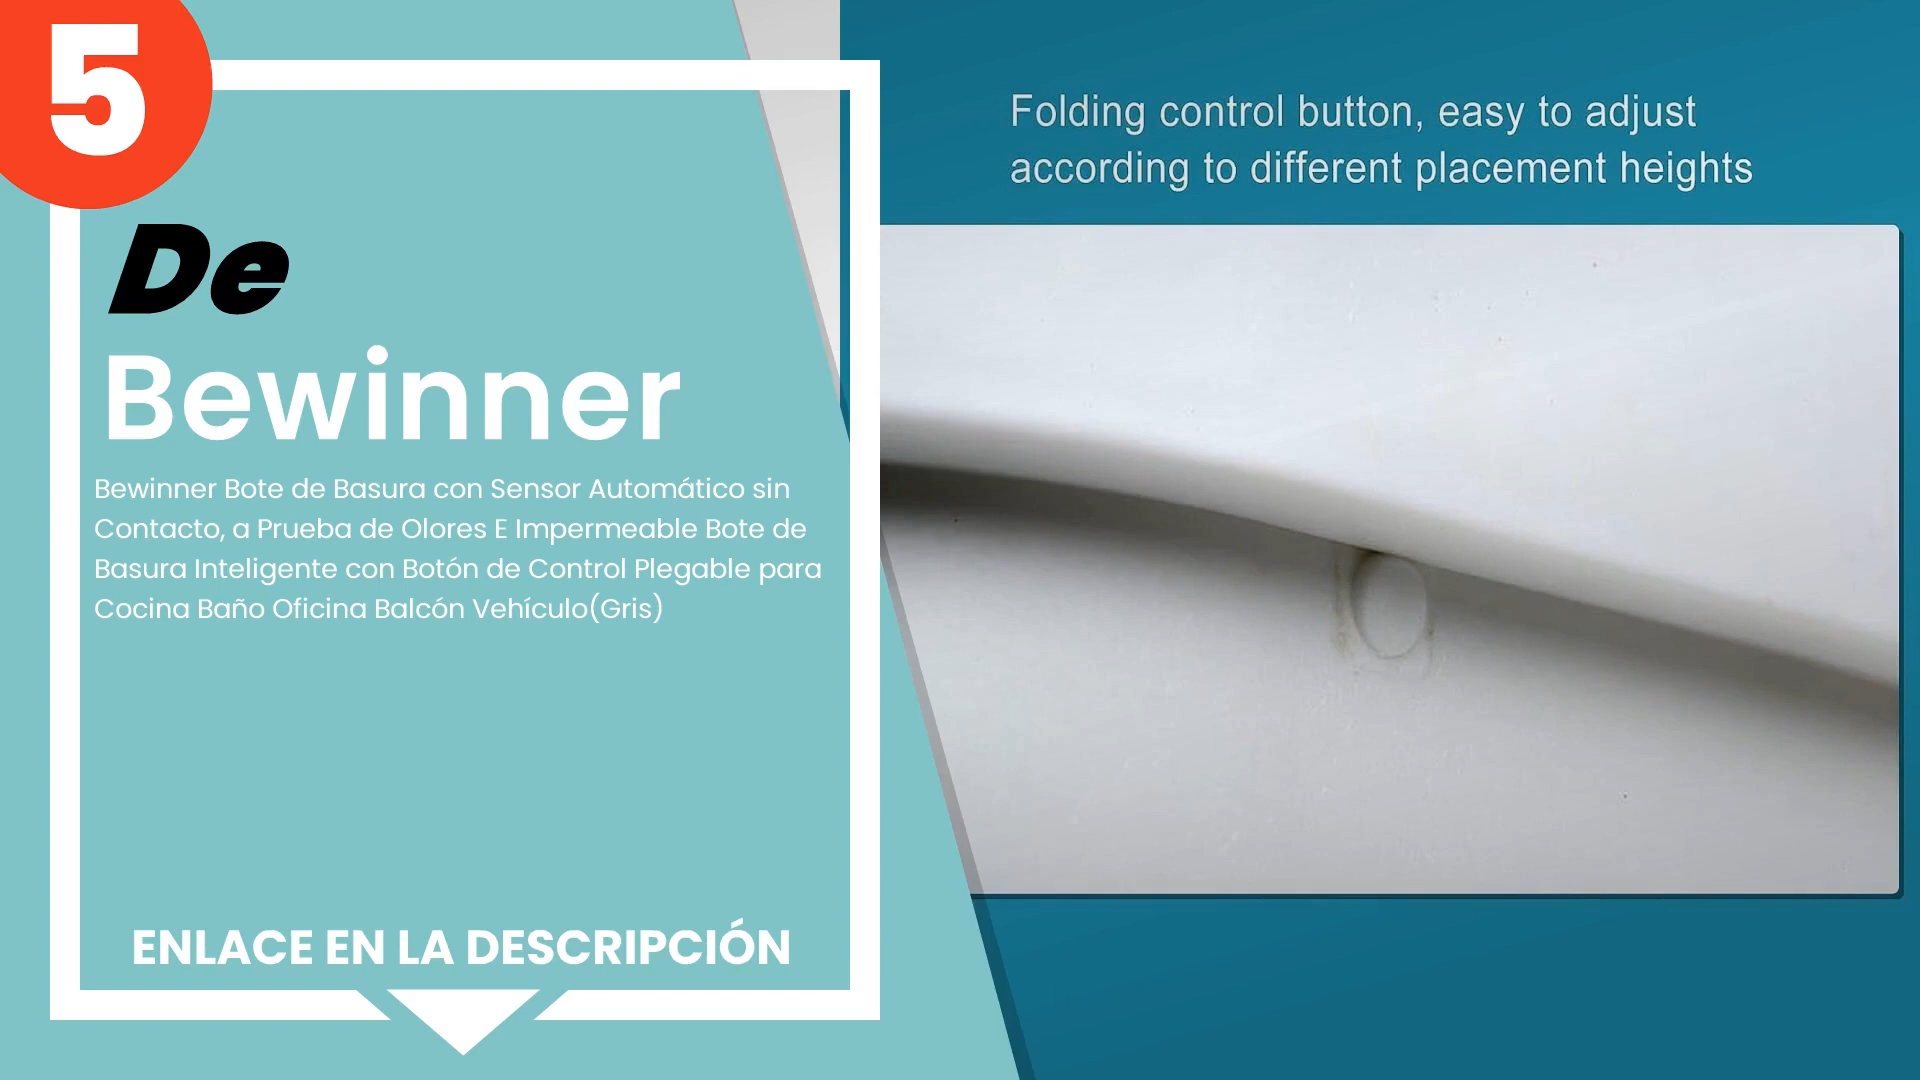 5
De
Bewinner
Bewinner Bote de Basura con Sensor Automático sin
Contacto, a Prueba de Olores E Impermeable Bote de
Basura Inteligente con Botón de Control Plegable para
Cocina Baño Oficina Balcón Vehículo(Gris)
ENLACE EN LA DESCRIPCIÓN
Folding control button, easy to adjust
according to different placement heights